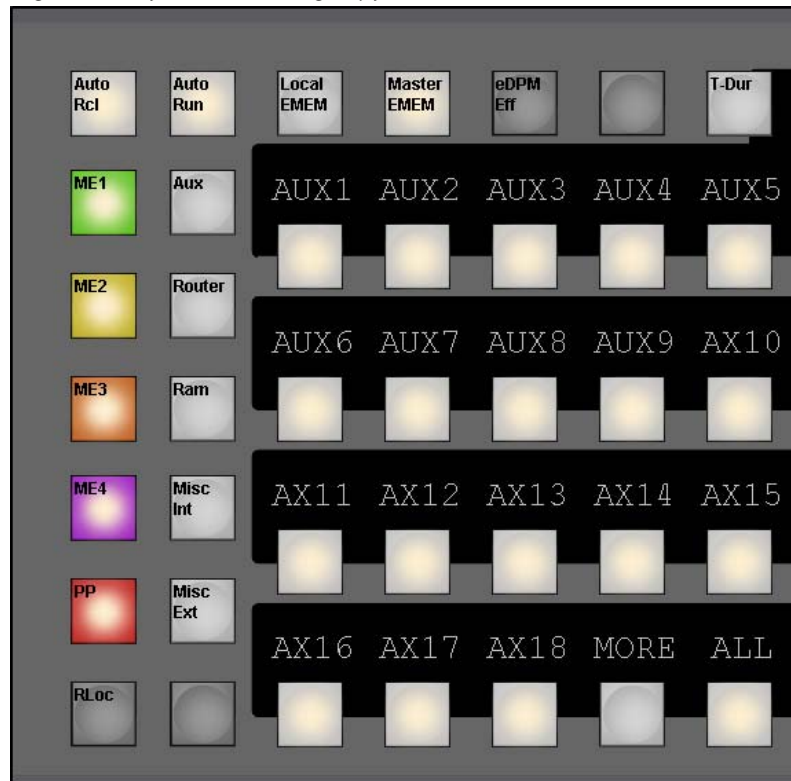 Auto Rcl
Auto Run
Local EMEM
Master EMEM
eDPM Eff
T-Dur
ME1
Aux
AUX1 AUX2 AUX3 AUX4 AUX5
ME2
Router
AUX6 AUX7 AUX8 AUX9 AX10
ME3
Ram
ME4
Misc Int
AX11 AX12 AX13 AX14 AX15
PP
Misc Ext
AX16 AX17 AX18 MORE ALL
RLoc